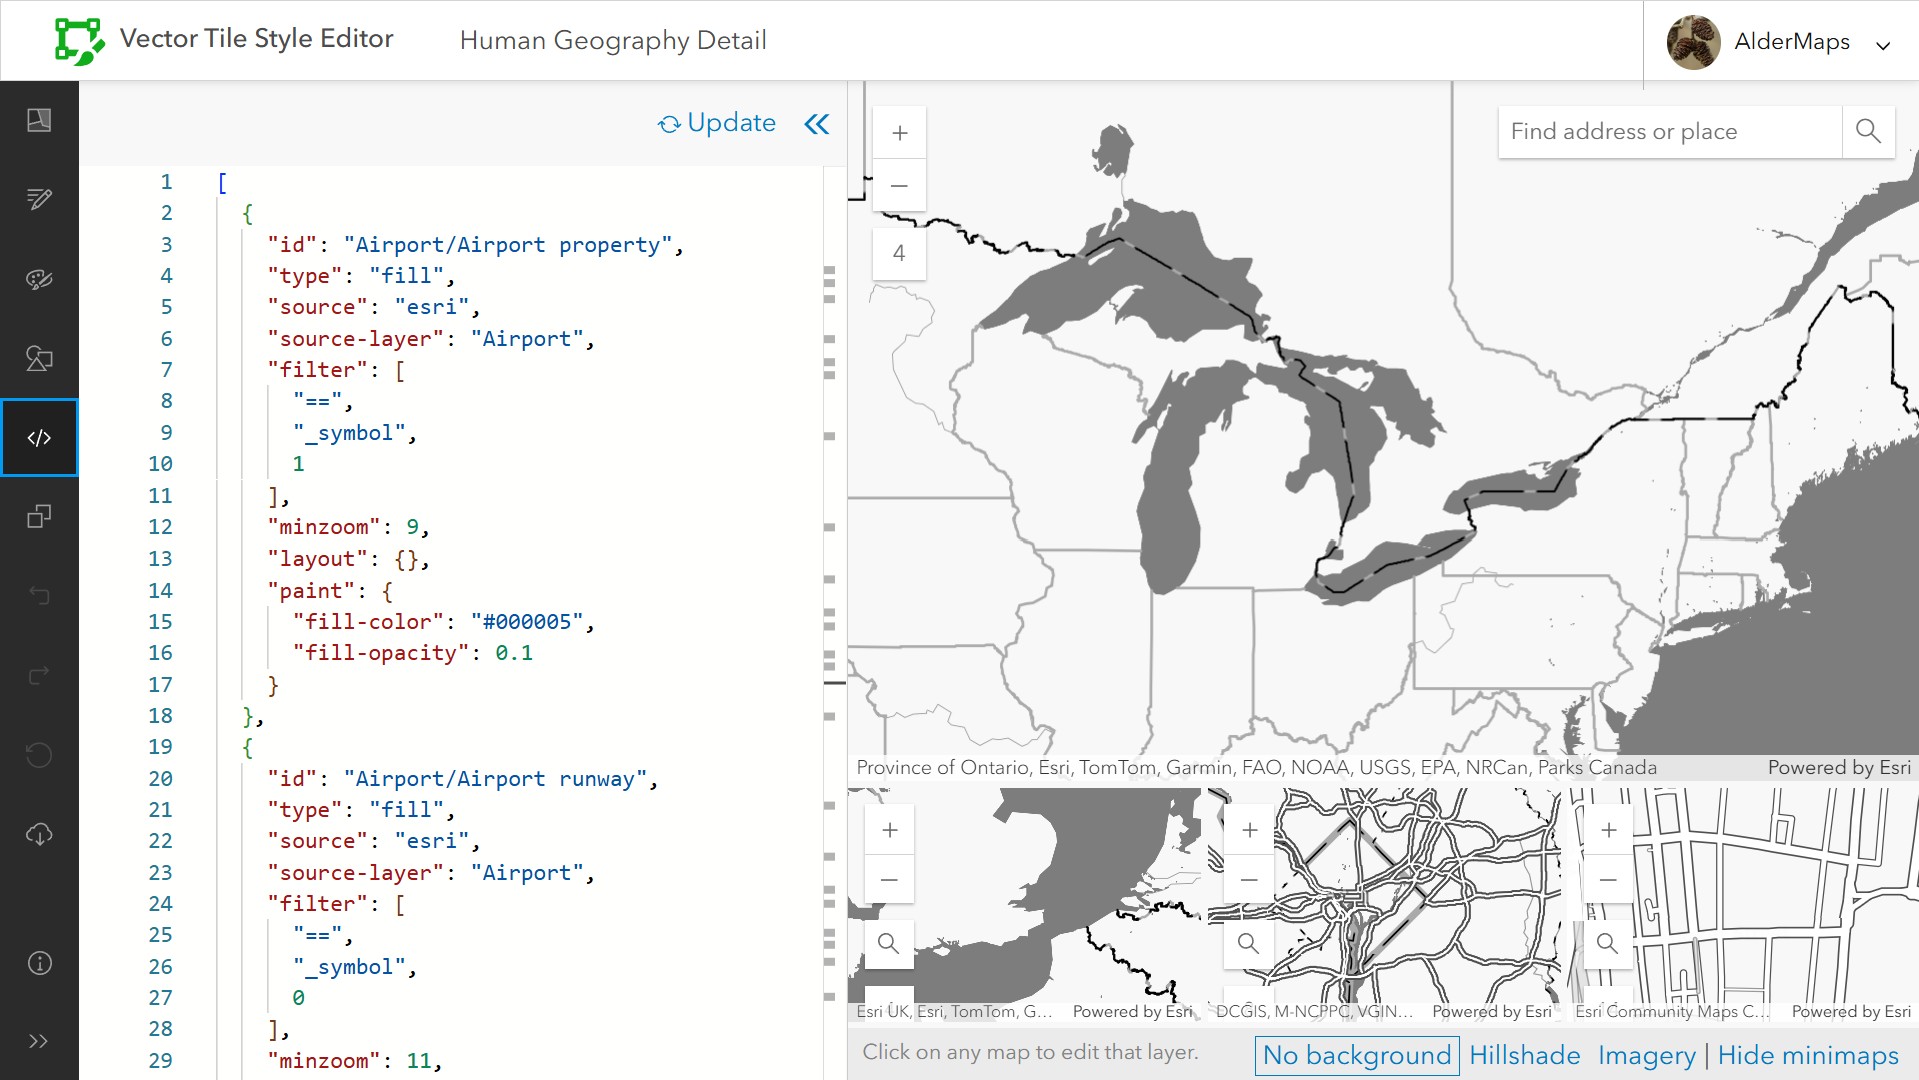 Vector Tile Style Editor
Human Geography Detail
AlderMaps
Update
1 [
2 {
3 "id": "Airport/Airport property",
4 "type": "fill",
5 "source": "esri",
6 "source-layer": "Airport",
7 "filter": [
8 "==",
9 "_symbol",
10 1
11 ],
12 "minzoom": 9,
13 "layout": {},
14 "paint": {
15 "fill-color": "#000005",
16 "fill-opacity": 0.1
17 }
18 },
19 {
20 "id": "Airport/Airport runway",
21 "type": "fill",
22 "source": "esri",
23 "source-layer": "Airport",
24 "filter": [
25 "==",
26 "_symbol",
27 0
28 ],
29 "minzoom": 11,
4
Find address or place
Province of Ontario, Esri, TomTom, Garmin, FAO, NOAA, USGS, EPA, NRCan, Parks Canada
Powered by Esri
Esri UK, Esri, TomTom, G...
Powered by Esri
DCGIS, M-NCPPC, VGIN...
Powered by Esri
Esri Community Maps C...
Powered by Esri
Click on any map to edit that layer.
No background
Hillshade
Imagery | Hide minimaps